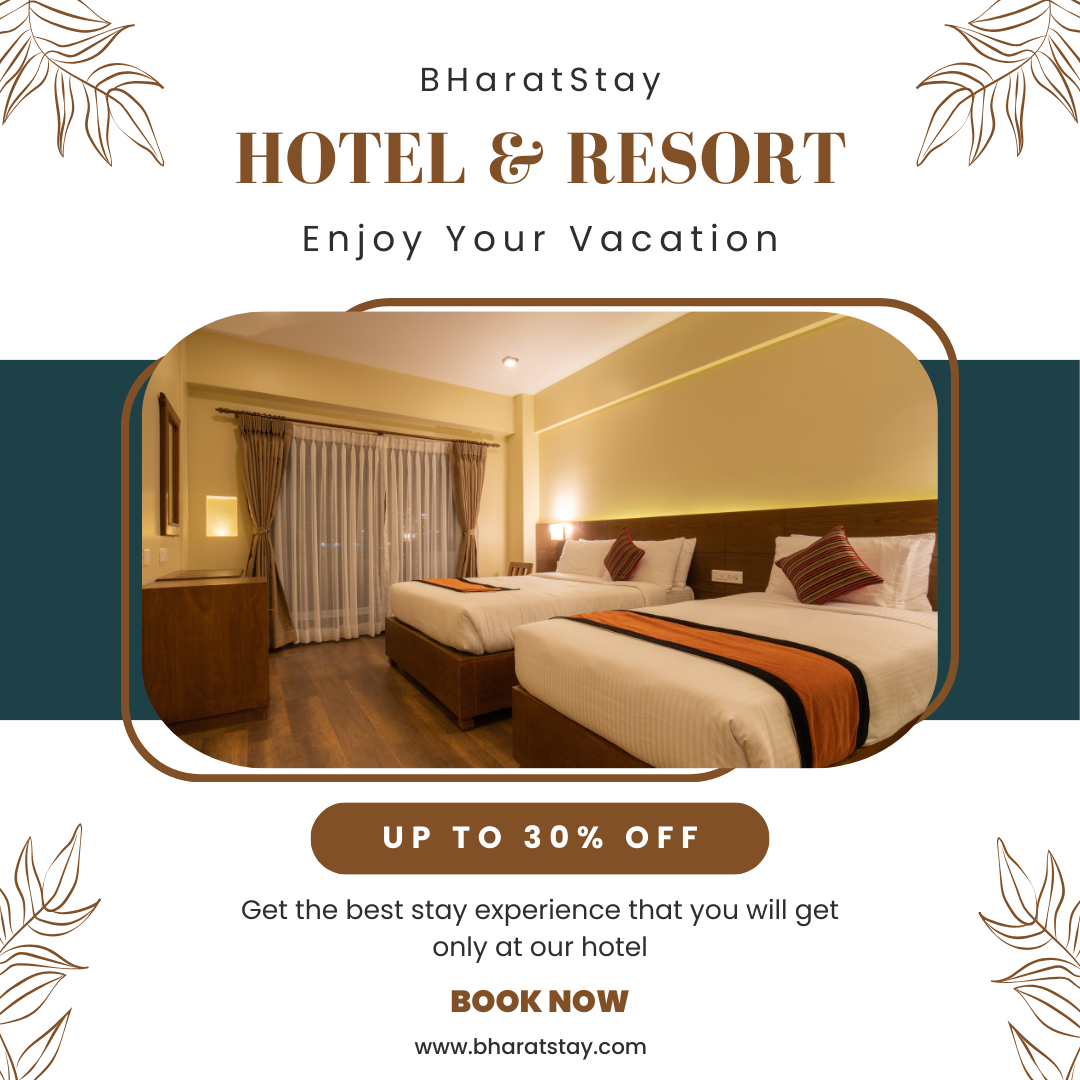 BHaratStay
HOTEL & RESORT
Enjoy Your Vacation
UP TO 30% OFF
Get the best stay experience that you will get
only at our hotel
BOOK NOW
www.bharatstay.com